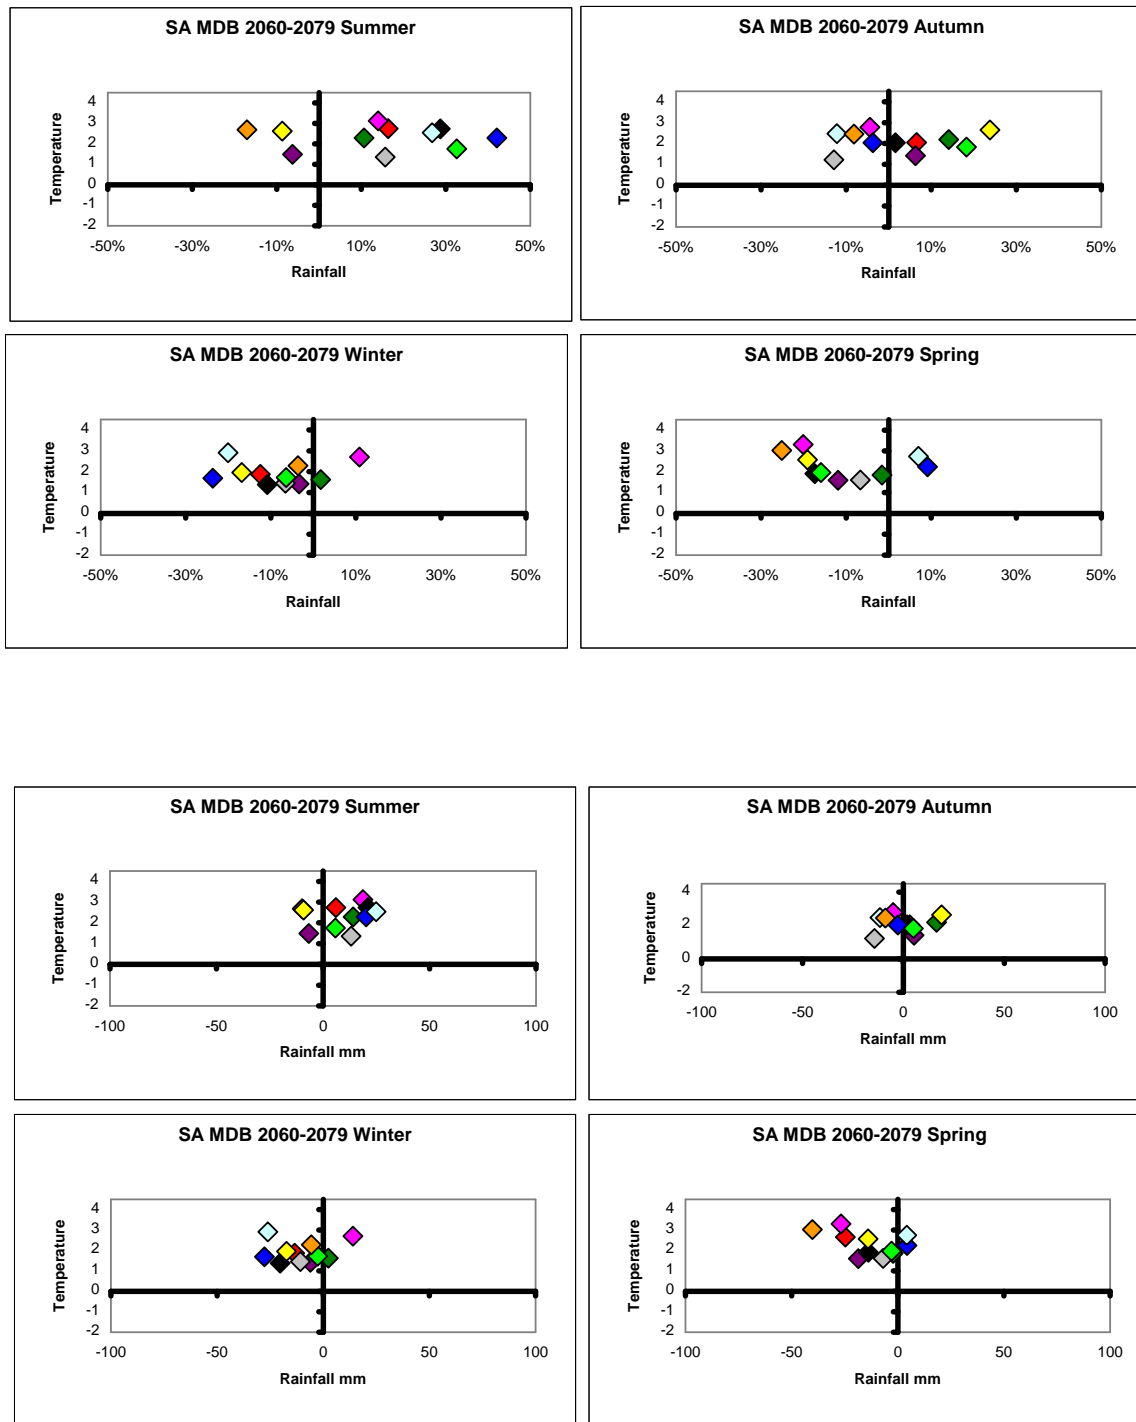 SA MDB 2060-2079 Summer
4
3
2
1
0
-1
-2
Temperature
-50% -30% -10% 10% 30% 50%
Rainfall
SA MDB 2060-2079 Autumn
4
3
2
1
0
-1
-2
Temperature
-50% -30% -10% 10% 30% 50%
Rainfall
SA MDB 2060-2079 Winter
4
3
2
1
0
-1
-2
Temperature
-50% -30% -10% 10% 30% 50%
Rainfall
SA MDB 2060-2079 Spring
4
3
2
1
0
-1
-2
Temperature
-50% -30% -10% 10% 30% 50%
Rainfall
SA MDB 2060-2079 Summer
4
3
2
1
0
-1
-2
Temperature
-100 -50 0 50 100
Rainfall mm
SA MDB 2060-2079 Autumn
4
2
0
-2
Temperature
-100 -50 0 50 100
Rainfall mm
SA MDB 2060-2079 Winter
4
3
2
1
0
-1
-2
Temperature
-100 -50 0 50 100
Rainfall mm
SA MDB 2060-2079 Spring
4
3
2
1
0
-1
-2
Temperature
-100 -50 0 50 100
Rainfall mm